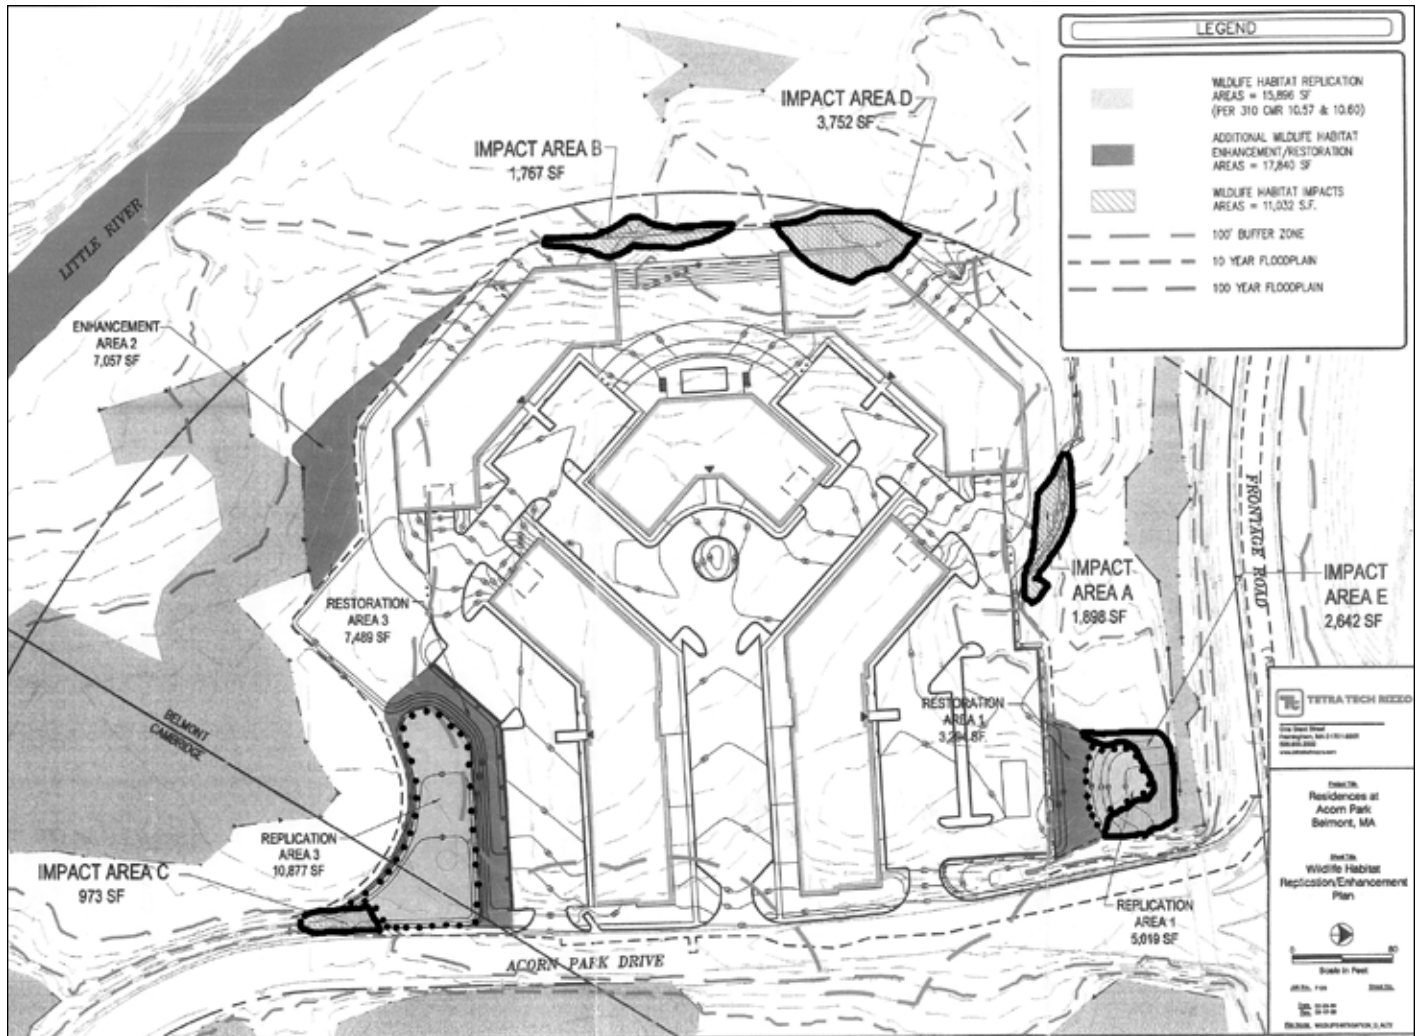 LEGEND
WILDLIFE HABITAT REPLICATION
AREAS = 15,896 SF
(PER 310 CMR 10.57 & 10.60)
ADDITIONAL WILDLIFE HABITAT
ENHANCEMENT/RESTORATION
AREAS = 17,840 SF
WILDLIFE HABITAT IMPACTS
AREAS = 11,032 S.F.
100' BUFFER ZONE
10 YEAR FLOODPLAIN
100 YEAR FLOODPLAIN
IMPACT AREA D
3,752 SF
IMPACT AREA B
1,767 SF
LITTLE RIVER
ENHANCEMENT
AREA 2
7,057 SF
FRONTAGE ROAD
IMPACT
AREA A
1,898 SF
IMPACT
AREA E
2,642 SF
RESTORATION
AREA 3
7,489 SF
RESTORATION
AREA 1
SF
BELMONT
CAMBRIDGE
REPLICATION
AREA 3
10,877 SF
IMPACT AREA C
973 SF
REPLICATION
AREA 1
5,019 SF
ACORN PARK DRIVE
TETRA TECH RIZZO
Residences at
Acorn Park
Belmont, MA
Wildlife Habitat
Replication/Enhancement
Plan
0 80
Scale in Feet